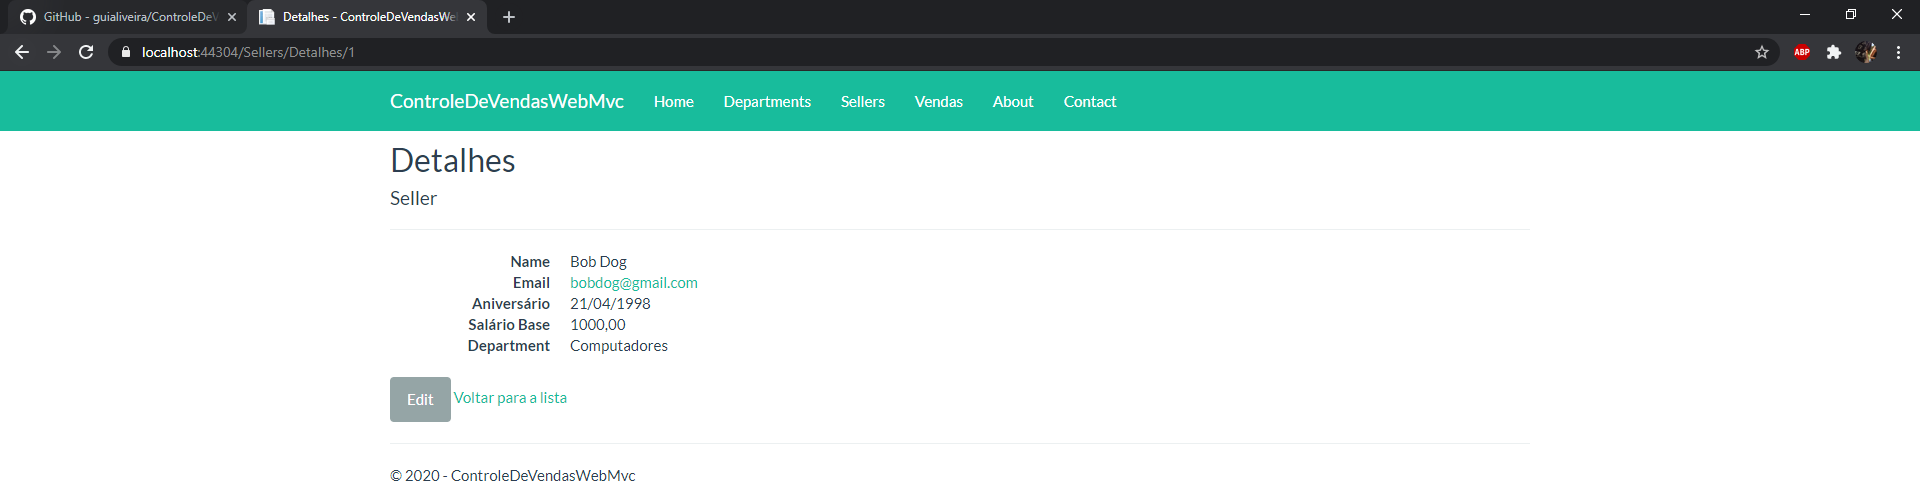 GitHub - guialiveira/ControleDeV
Detalhes - ControleDeVendasWe
localhost:44304/Sellers/Detalhes/1
ABP
ControleDeVendasWebMvc Home Departments Sellers Vendas About Contact
Detalhes
Seller
Name Bob Dog
Email bobdog@gmail.com
Aniversário 21/04/1998
Salário Base 1000,00
Department Computadores
Edit Voltar para a lista
© 2020 - ControleDeVendasWebMvc